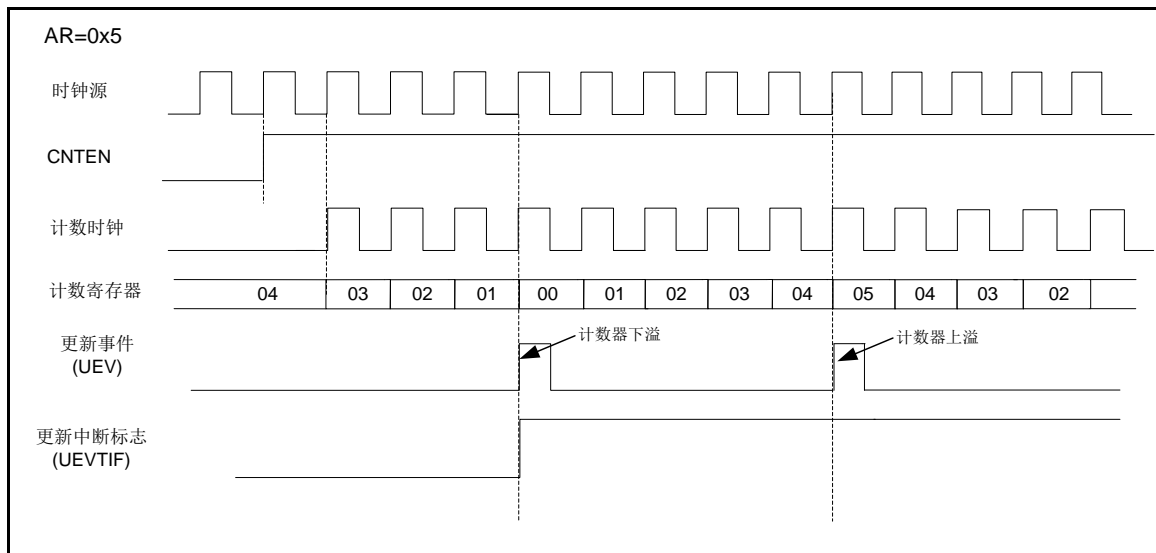 AR=0x5
时钟源
CNTEN
计数时钟
计数寄存器
04 03 02 01 00 01 02 03 04 05 04 03 02
更新事件
(UEV)
计数器下溢
计数器上溢
更新中断标志
(UEVTIF)